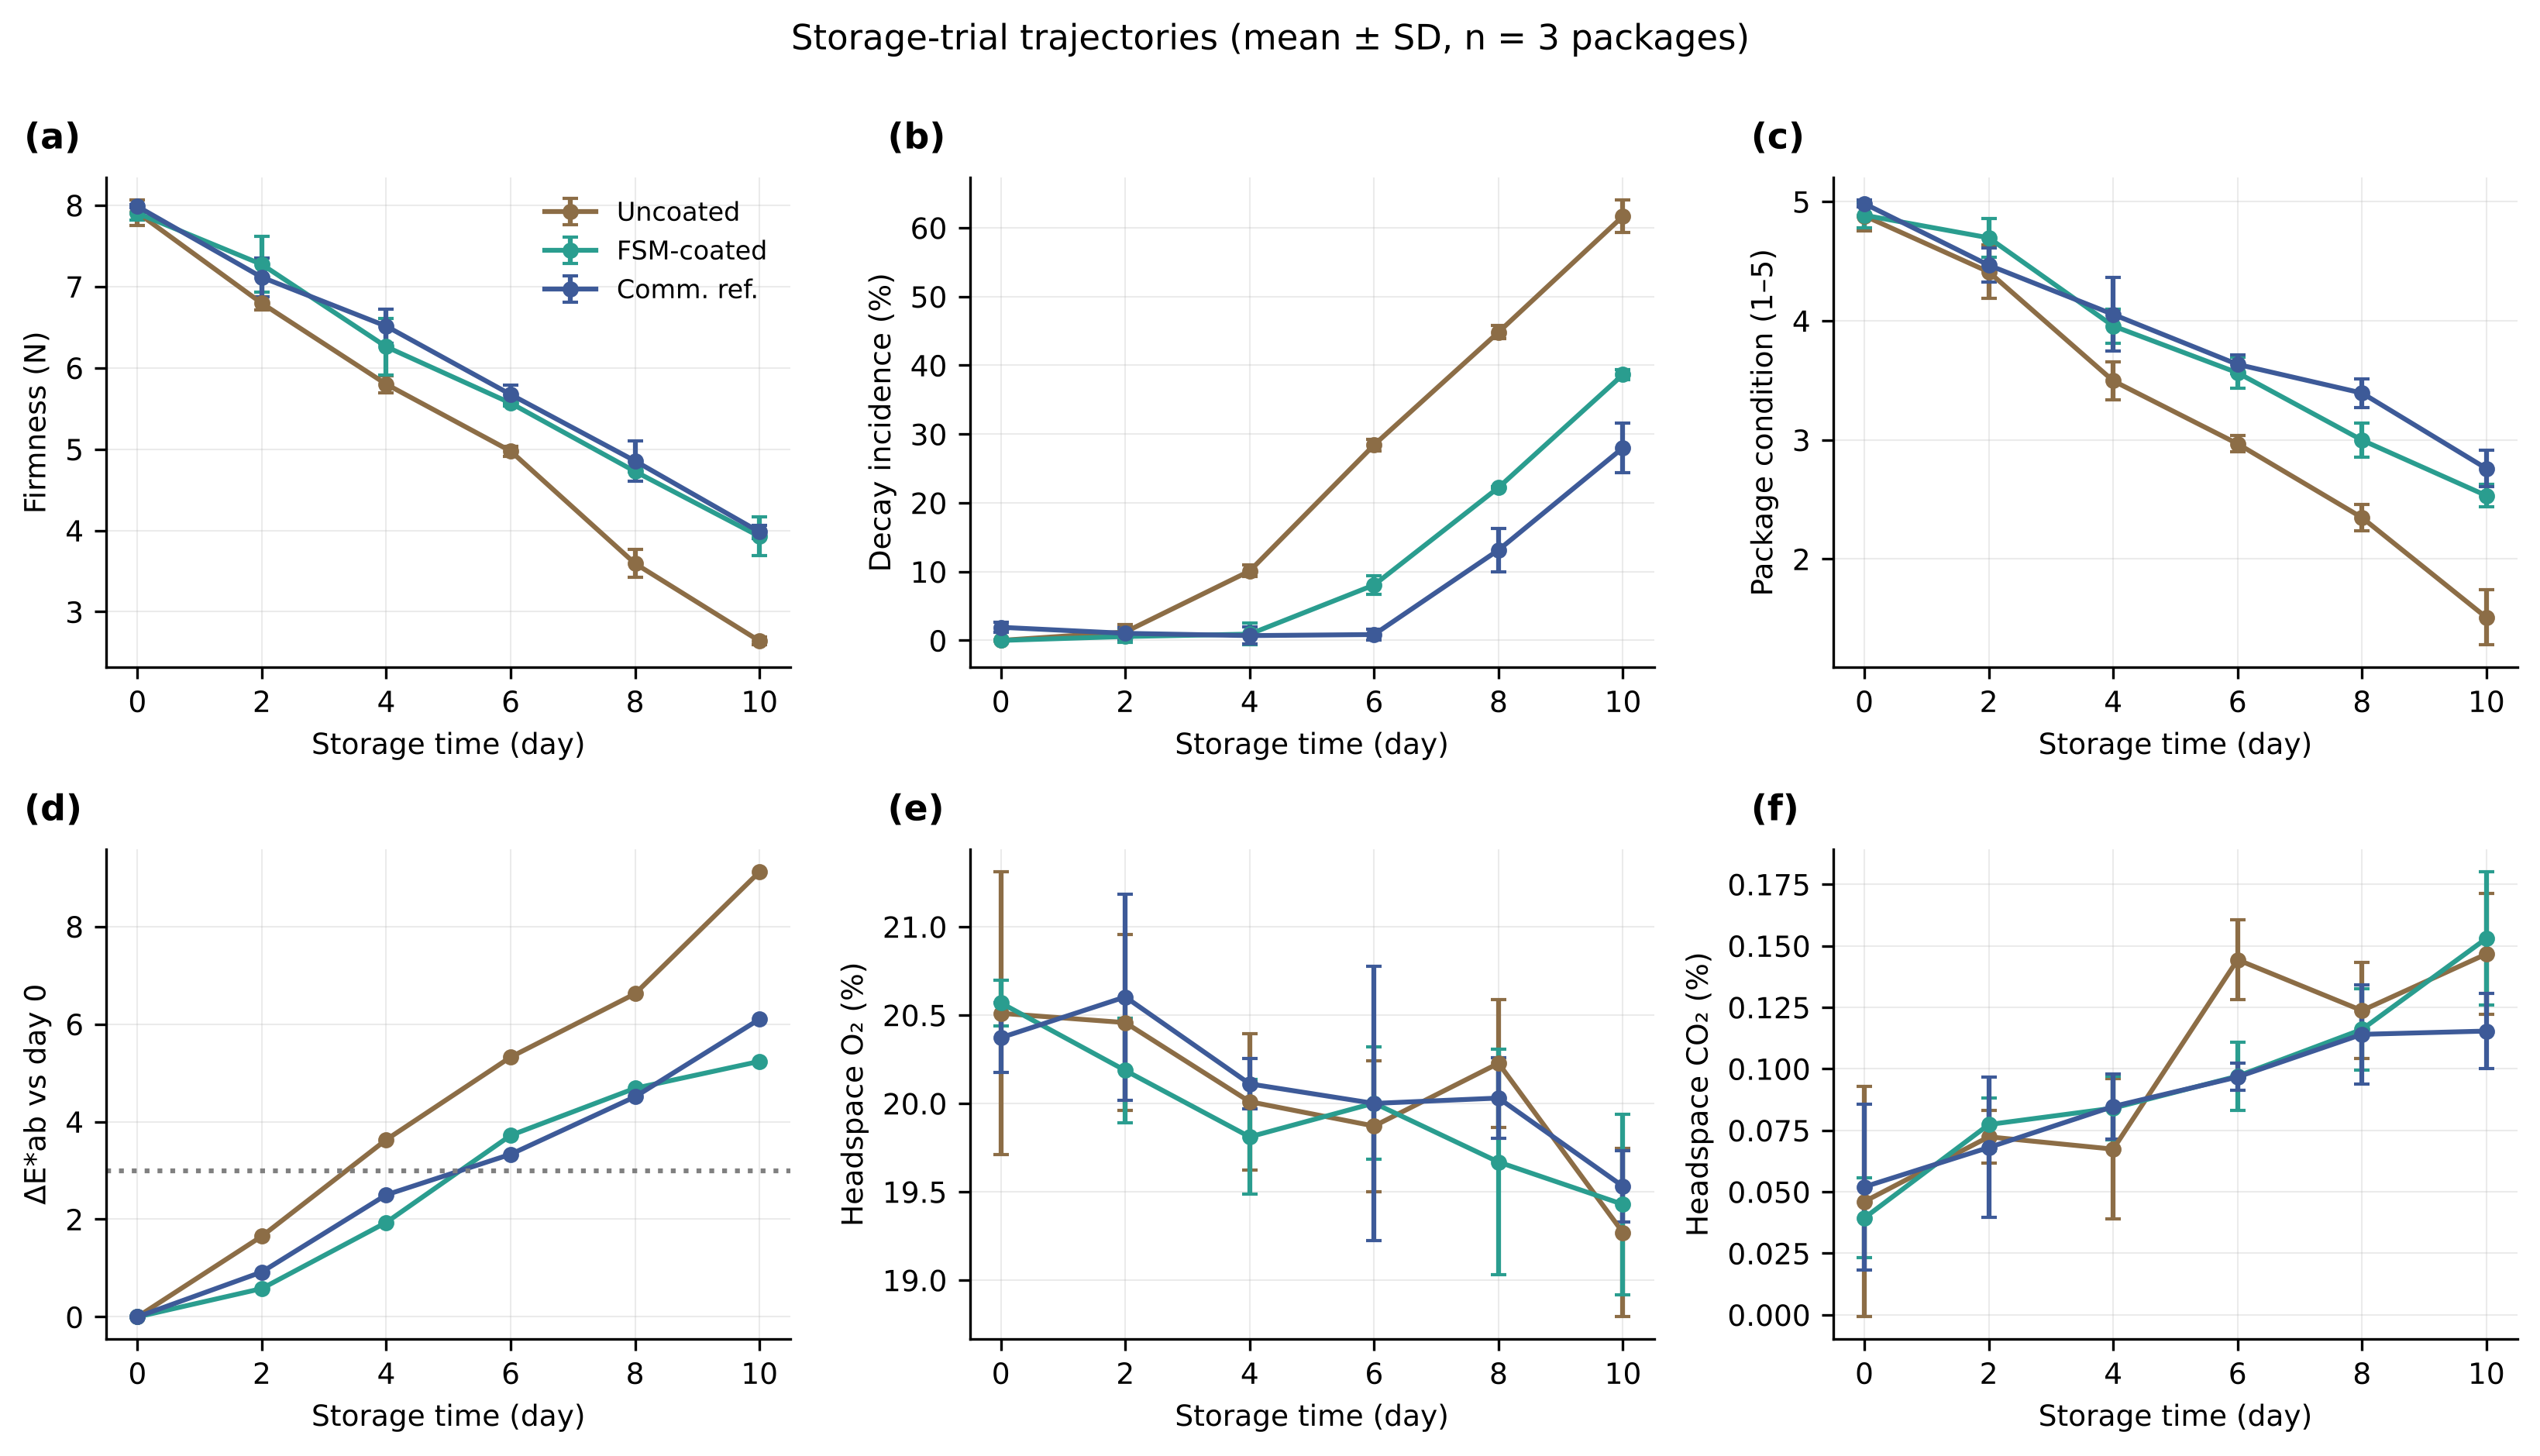 Storage-trial trajectories (mean ± SD, n = 3 packages)
(a)
Firmness (N)
8
7
6
5
4
3
Uncoated
FSM-coated
Comm. ref.
0 2 4 6 8 10
Storage time (day)
(b)
Decay incidence (%)
60
50
40
30
20
10
0
0 2 4 6 8 10
Storage time (day)
(c)
Package condition (1–5)
5
4
3
2
0 2 4 6 8 10
Storage time (day)
(d)
ΔE*ab vs day 0
8
6
4
2
0
0 2 4 6 8 10
Storage time (day)
(e)
Headspace O₂ (%)
21.0
20.5
20.0
19.5
19.0
0 2 4 6 8 10
Storage time (day)
(f)
Headspace CO₂ (%)
0.175
0.150
0.125
0.100
0.075
0.050
0.025
0.000
0 2 4 6 8 10
Storage time (day)